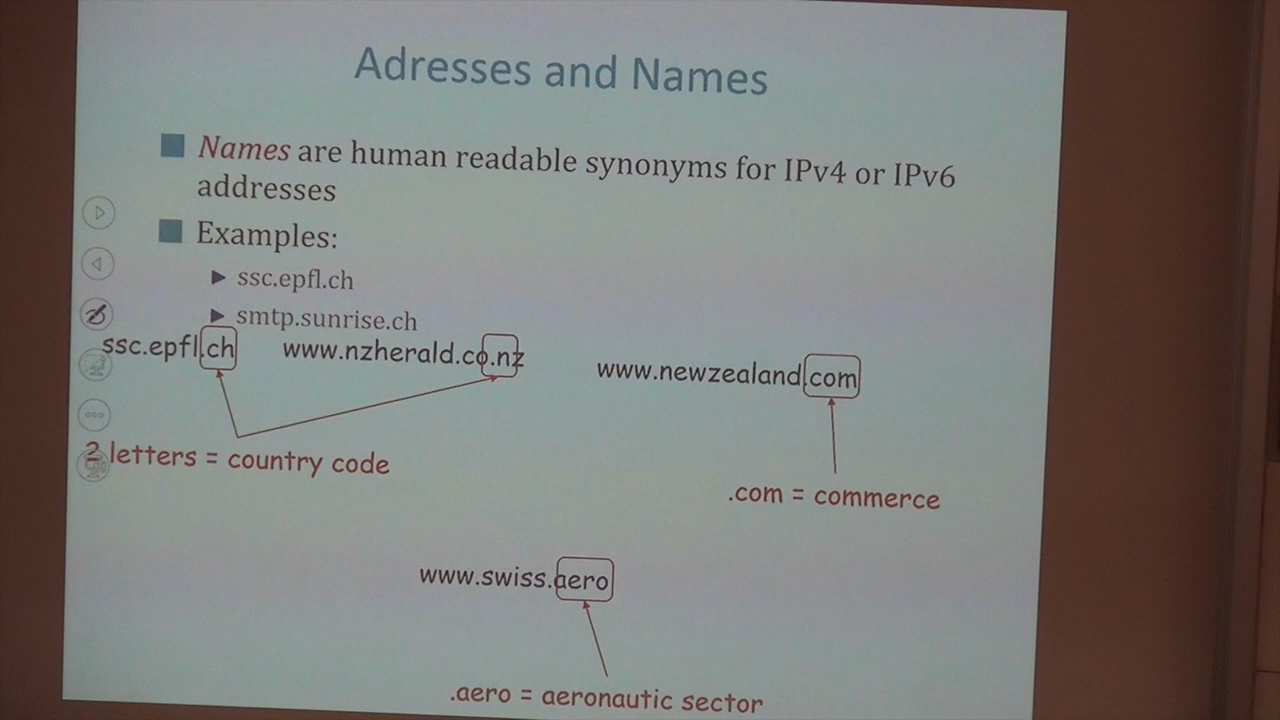 Adresses and Names
Names are human readable synonyms for IPv4 or IPv6
addresses
Examples:
ssc.epfl.ch
smtp.sunrise.ch
ssc.epfl.ch
www.nzherald.co.nz
www.newzealand.com
2 letters = country code
.com = commerce
www.swiss.aero
.aero = aeronautic sector